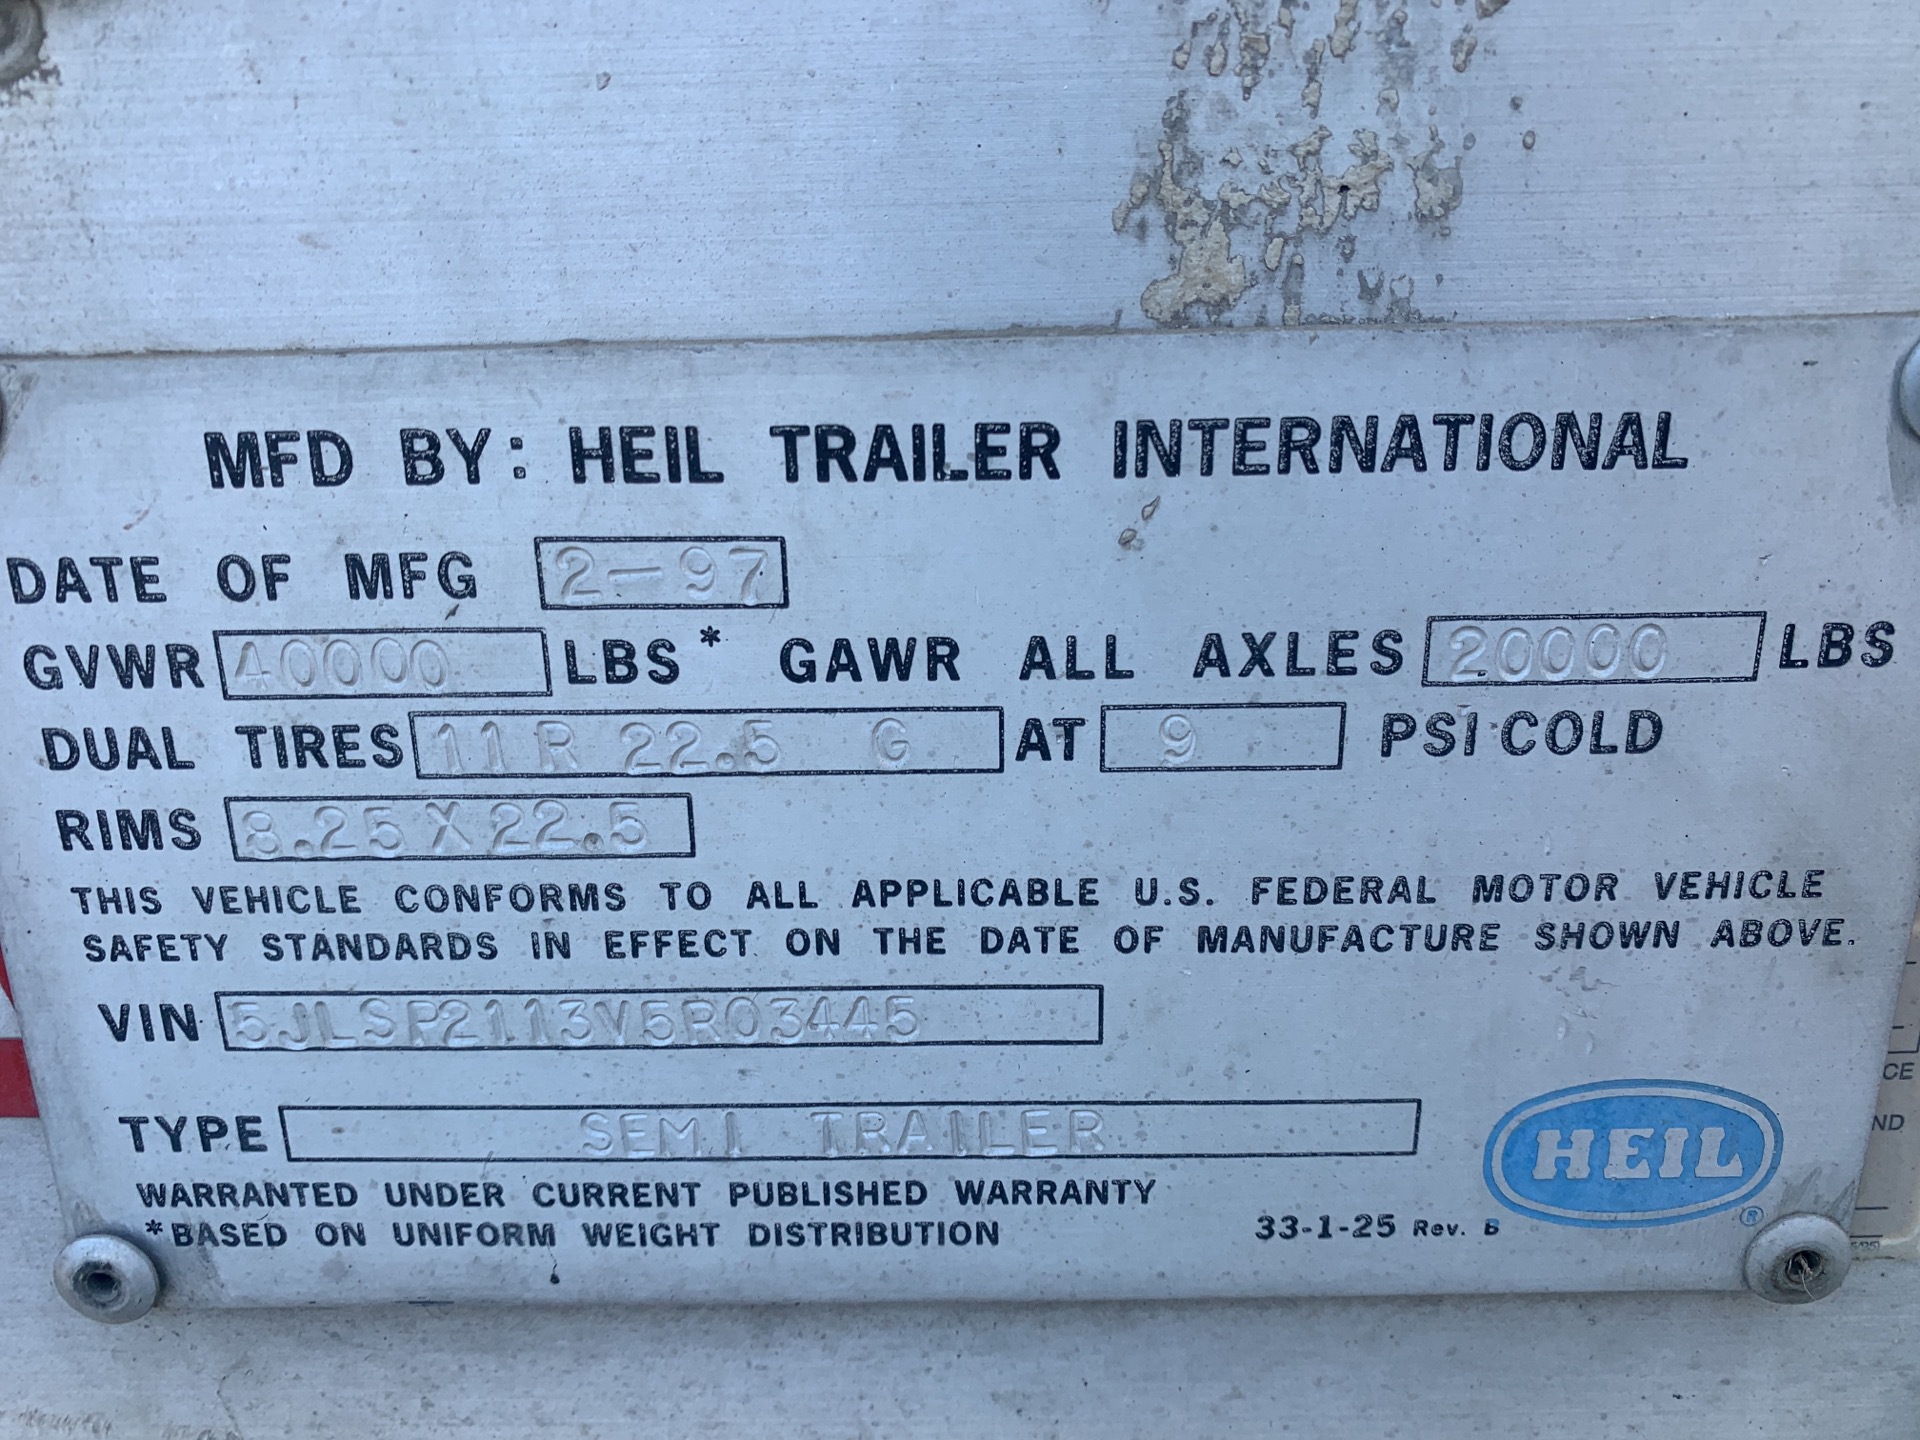 MFD BY: HEIL TRAILER INTERNATIONAL
DATE OF MFG 2-97
GVWR 40000 LBS* GAWR ALL AXLES 20000 LBS
DUAL TIRES 11 R 22.5 G AT 9 PSI COLD
RIMS 8.25 X 22.5
THIS VEHICLE CONFORMS TO ALL APPLICABLE U.S. FEDERAL MOTOR VEHICLE
SAFETY STANDARDS IN EFFECT ON THE DATE OF MANUFACTURE SHOWN ABOVE.
VIN 5JLSP2113V5R03445
TYPE SEMI TRAILER
HEIL ®
WARRANTED UNDER CURRENT PUBLISHED WARRANTY
*BASED ON UNIFORM WEIGHT DISTRIBUTION 33-1-25 Rev. B
CE
ND